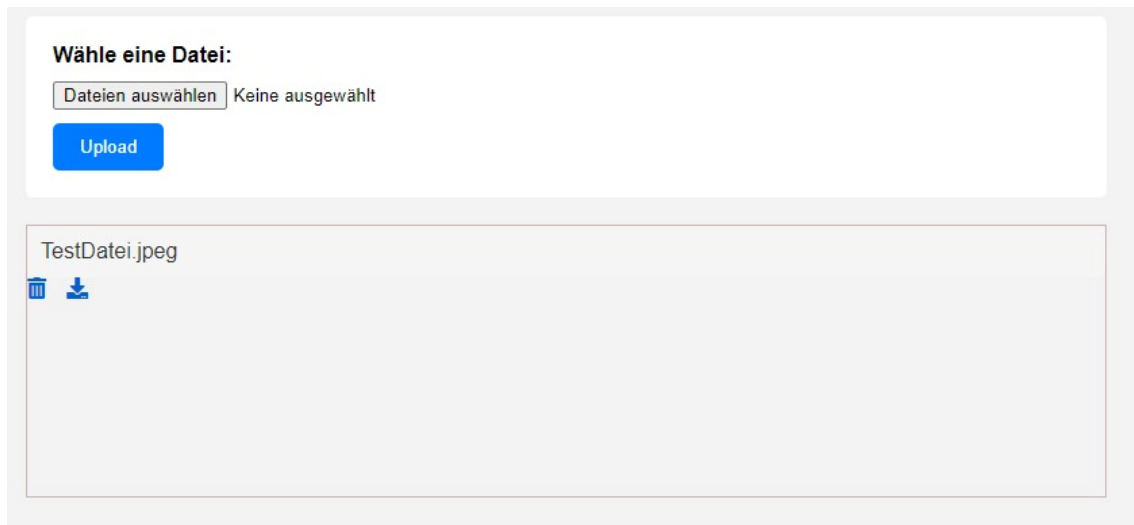 Wähle eine Datei:
Dateien auswählen Keine ausgewählt
Upload
TestDatei.jpeg